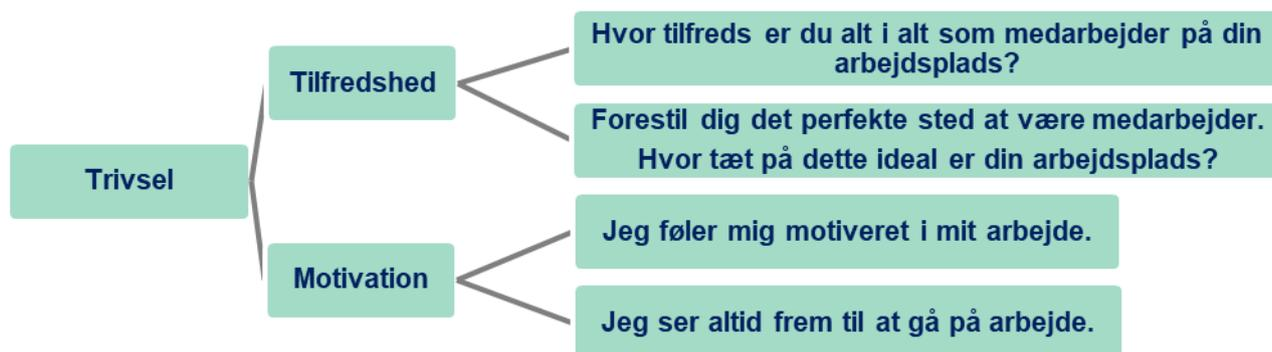 Trivsel
Tilfredshed
Hvor tilfreds er du alt i alt som medarbejder på din
arbejdsplads?
Forestil dig det perfekte sted at være medarbejder.
Hvor tæt på dette ideal er din arbejdsplads?
Motivation
Jeg føler mig motiveret i mit arbejde.
Jeg ser altid frem til at gå på arbejde.